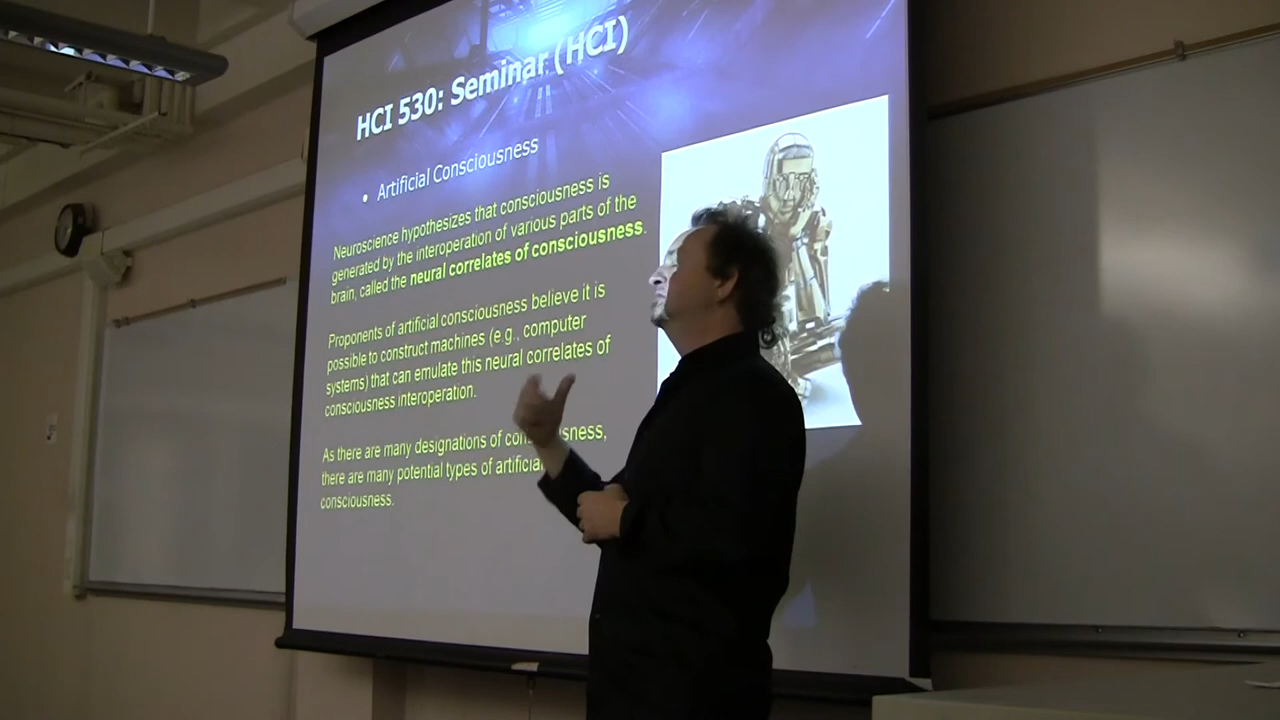 HCI 530: Seminar (HCI)
• Artificial Consciousness
Neuroscience hypothesizes that consciousness is
generated by the interoperation of various parts of the
brain, called the neural correlates of consciousness.
Proponents of artificial consciousness believe it is
possible to construct machines (e.g., computer
systems) that can emulate this neural correlates of
consciousness interoperation.
As there are many designations of consciousness,
there are many potential types of artificial
consciousness.